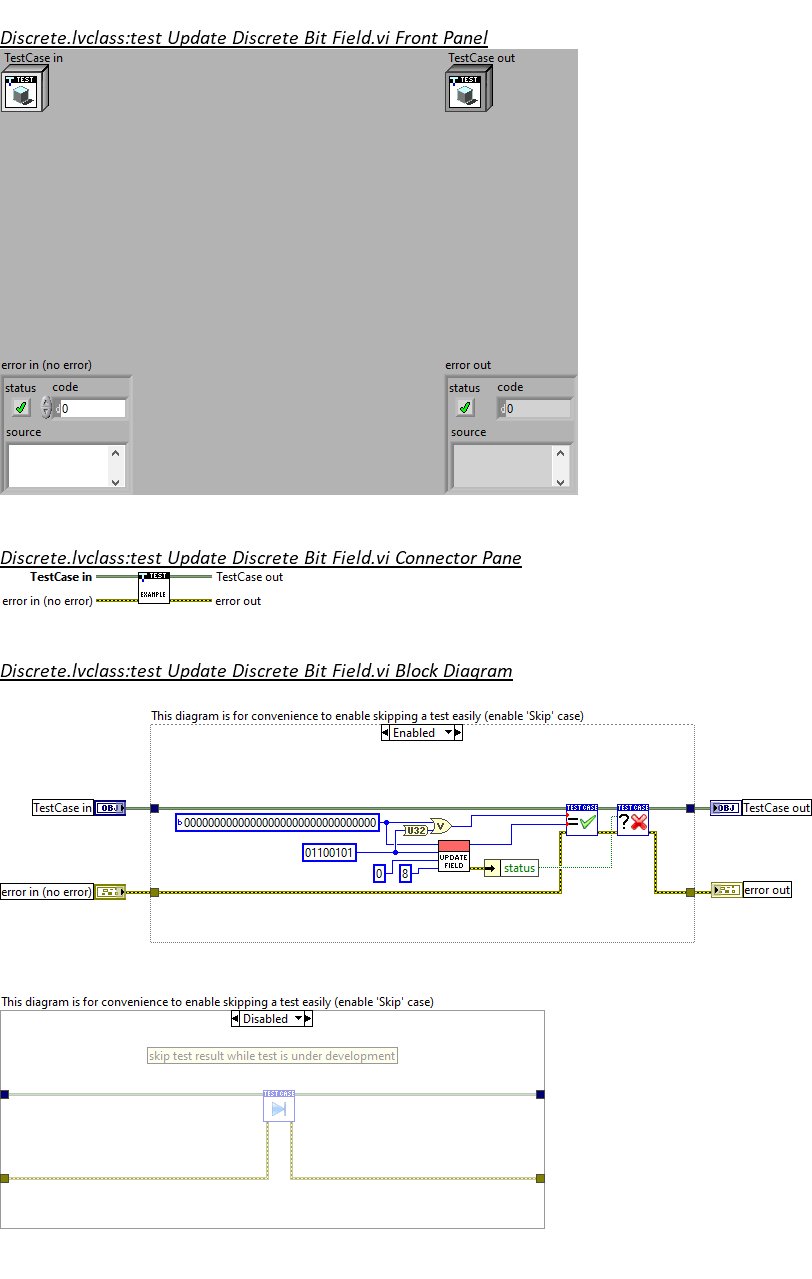 Discrete.lvclass:test Update Discrete Bit Field.vi Front Panel
TestCase in
TestCase out
TEST
TEST
error in (no error)
error out
status
code
status
code
d
0
d
0
source
source
Discrete.lvclass:test Update Discrete Bit Field.vi Connector Pane
TestCase in
TEST
TestCase out
EXAMPLE
error in (no error)
error out
Discrete.lvclass:test Update Discrete Bit Field.vi Block Diagram
This diagram is for convenience to enable skipping a test easily (enable 'Skip' case)
Enabled
TestCase in
OBJ
TEST CASE
TEST CASE
OBJ
TestCase out
b 00000000000000000000000000000000
U32
V
=
?
01100101
UPDATE
FIELD
0
8
status
error in (no error)
error out
This diagram is for convenience to enable skipping a test easily (enable 'Skip' case)
Disabled
skip test result while test is under development
TEST CASE